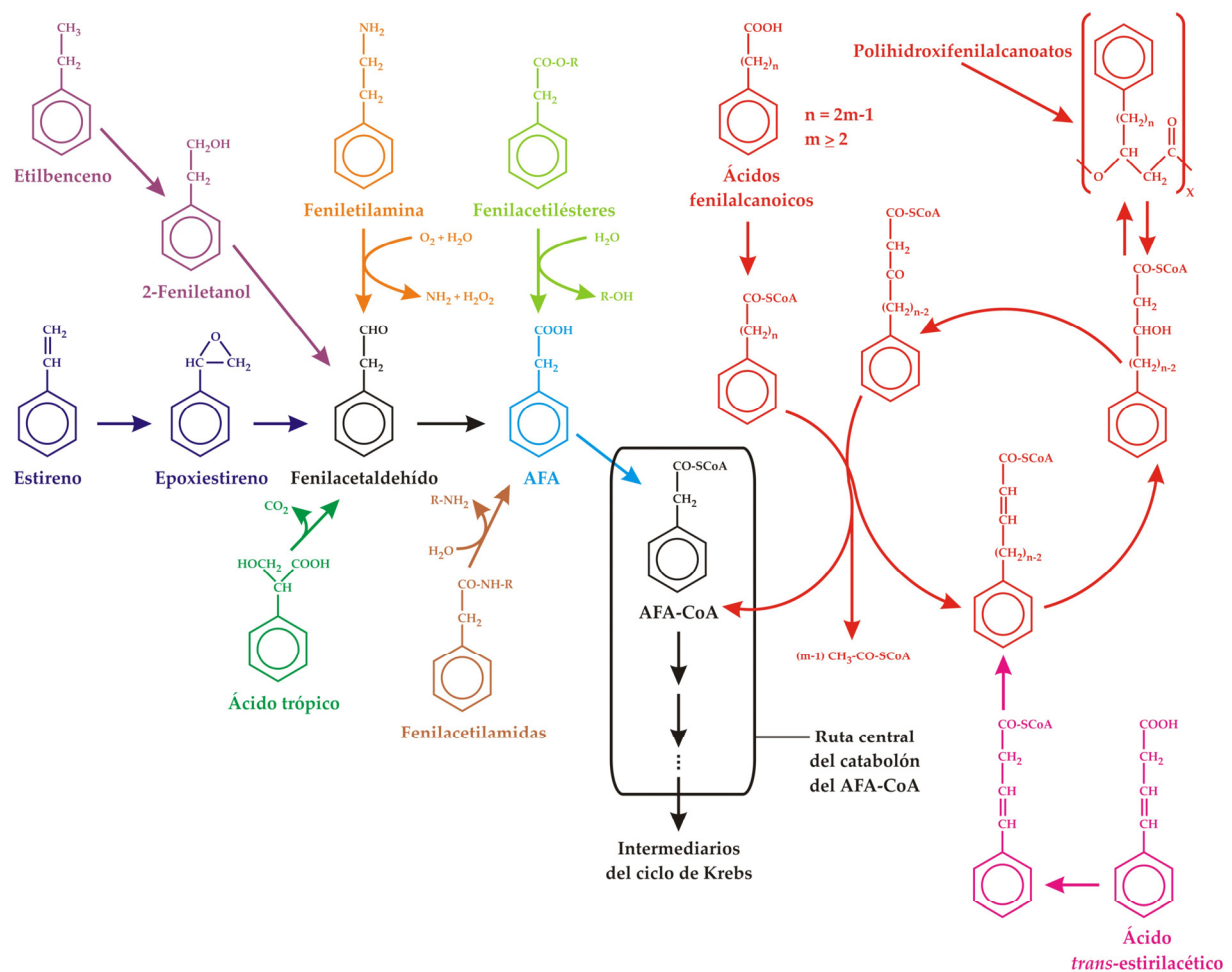 CH3
CH2
Etilbenceno
CH2OH
CH2
2-Feniletanol
NH2
CH2
CH2
Feniletilamina
O2 + H2O
NH2 + H2O2
CO-O-R
CH2
Fenilacetilésteres
H2O
R-OH
COOH
(CH2)n
n = 2m-1
m ≥ 2
Ácidos
fenilalcanoicos
CO-SCoA
(CH2)n
Polihidroxifenilalcanoatos
(CH2)n
O
CH
C
O
CH2
X
CO-SCoA
CH2
CO
(CH2)n-2
CO-SCoA
CH2
CHOH
(CH2)n-2
CH2
CH
Estireno
O
HC
CH2
Epoxiestireno
CHO
CH2
Fenilacetaldehído
COOH
CH2
AFA
CO2
HOCH2
COOH
CH
Ácido trópico
R-NH2
H2O
CO-NH-R
CH2
Fenilacetilamidas
CO-SCoA
CH2
AFA-CoA
(m-1) CH3-CO-SCoA
CO-SCoA
CH
CH
(CH2)n-2
Ruta central
del catabolón
del AFA-CoA
Intermediarios
del ciclo de Krebs
CO-SCoA
CH2
CH
CH
COOH
CH2
CH
CH
Ácido
trans-estirilacético